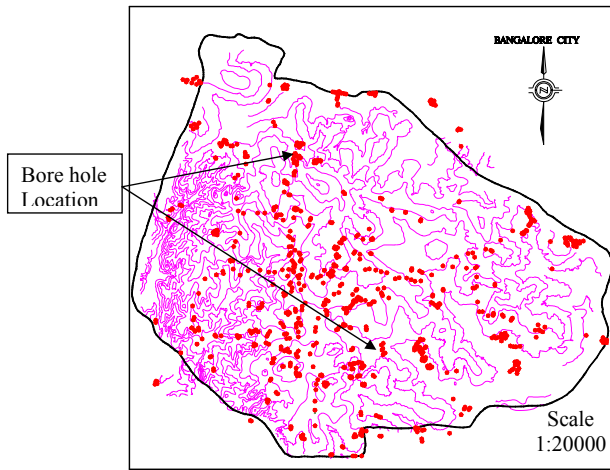 BANGALORE CITY
N
Bore hole
Location
Scale
1:20000